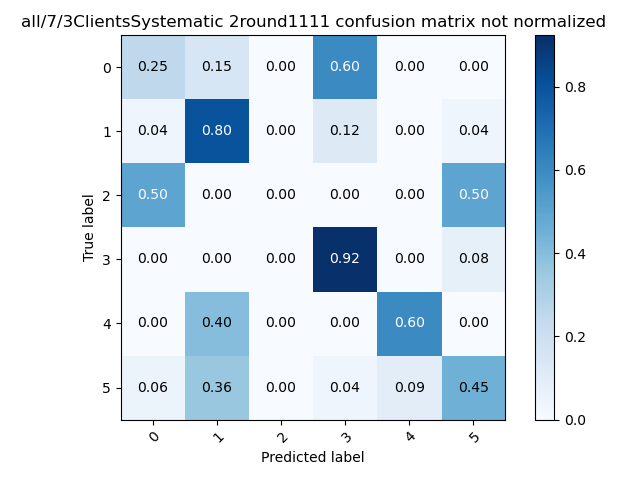 all/7/3ClientsSystematic 2round1111 confusion matrix not normalized
0 0.25 0.15 0.00 0.60 0.00 0.00
1 0.04 0.80 0.00 0.12 0.00 0.04
2 0.50 0.00 0.00 0.00 0.00 0.50
3 0.00 0.00 0.00 0.92 0.00 0.08
4 0.00 0.40 0.00 0.00 0.60 0.00
5 0.06 0.36 0.00 0.04 0.09 0.45
0 1 2 3 4 5
True label
Predicted label
0.8
0.6
0.4
0.2
0.0